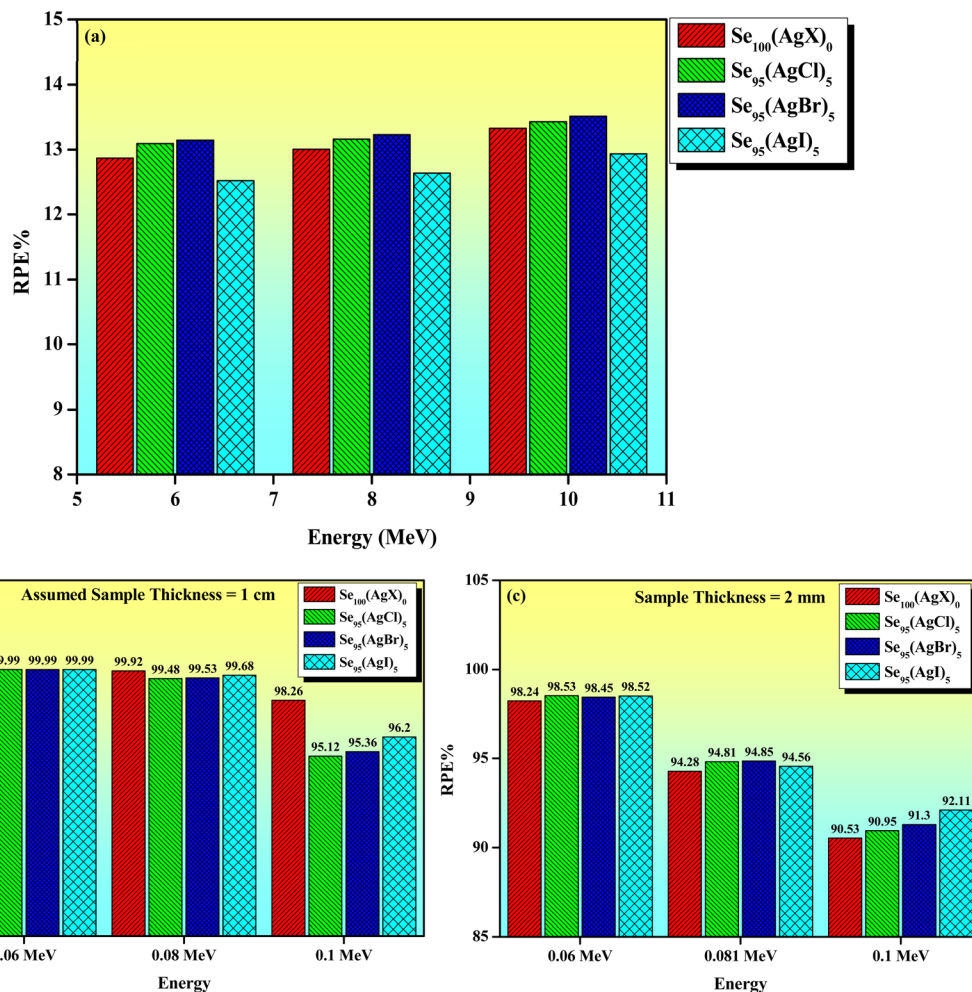 (a)
Se100(AgX)0
Se95(AgCl)5
Se95(AgBr)5
Se95(AgI)5
RPE%
15
14
13
12
11
10
9
8
5 6 7 8 9 10 11
Energy (MeV)
Assumed Sample Thickness = 1 cm
Se100(AgX)0
Se95(AgCl)5
Se95(AgBr)5
Se95(AgI)5
9.99 99.99 99.99
99.92 99.48 99.53 99.68
98.26 95.12 95.36 96.2
.06 MeV 0.08 MeV 0.1 MeV
Energy
(c)
Sample Thickness = 2 mm
Se100(AgX)0
Se95(AgCl)5
Se95(AgBr)5
Se95(AgI)5
RPE%
105
100
95
90
85
98.24 98.53 98.45 98.52
94.28 94.81 94.85 94.56
90.53 90.95 91.3 92.11
0.06 MeV 0.081 MeV 0.1 MeV
Energy